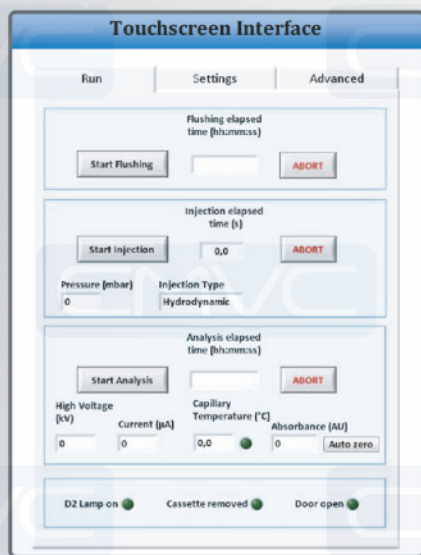 Touchscreen Interface
Run Settings Advanced
Flushing elapsed
time (hh:mm:ss)
Start Flushing ABORT
Injection elapsed
time (s)
Start Injection 0,0 ABORT
Pressure (mbar) Injection Type
0 Hydrodynamic
Analysis elapsed
time (hh:mm:ss)
Start Analysis ABORT
High Voltage
(kV)
Current (µA)
Capillary
Temperature (°C)
Absorbance (AU)
0 0 0,0 0 Auto zero
D2 Lamp on Cassette removed Door open
CMVC